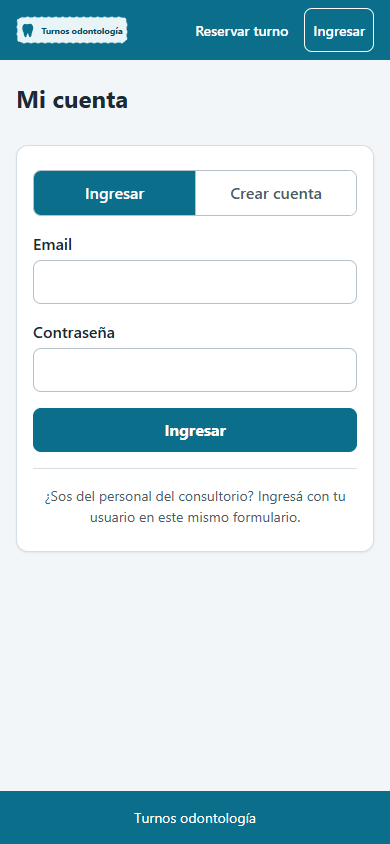 Turnos odontología
Reservar turno
Ingresar
Mi cuenta
Ingresar
Crear cuenta
Email
Contraseña
Ingresar
¿Sos del personal del consultorio? Ingresá con tu
usuario en este mismo formulario.
Turnos odontología